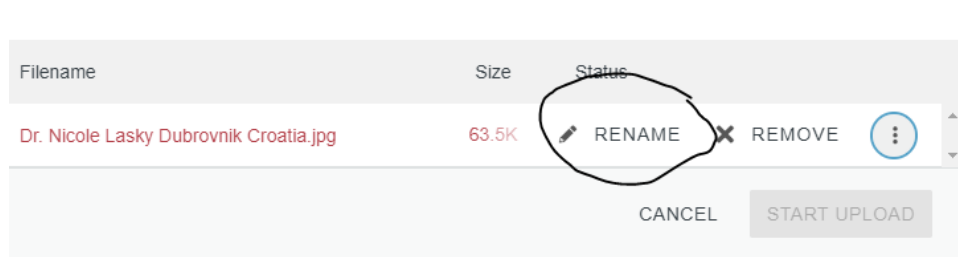 Filename Size Status
Dr. Nicole Lasky Dubrovnik Croatia.jpg 63.5K RENAME REMOVE
CANCEL START UPLOAD